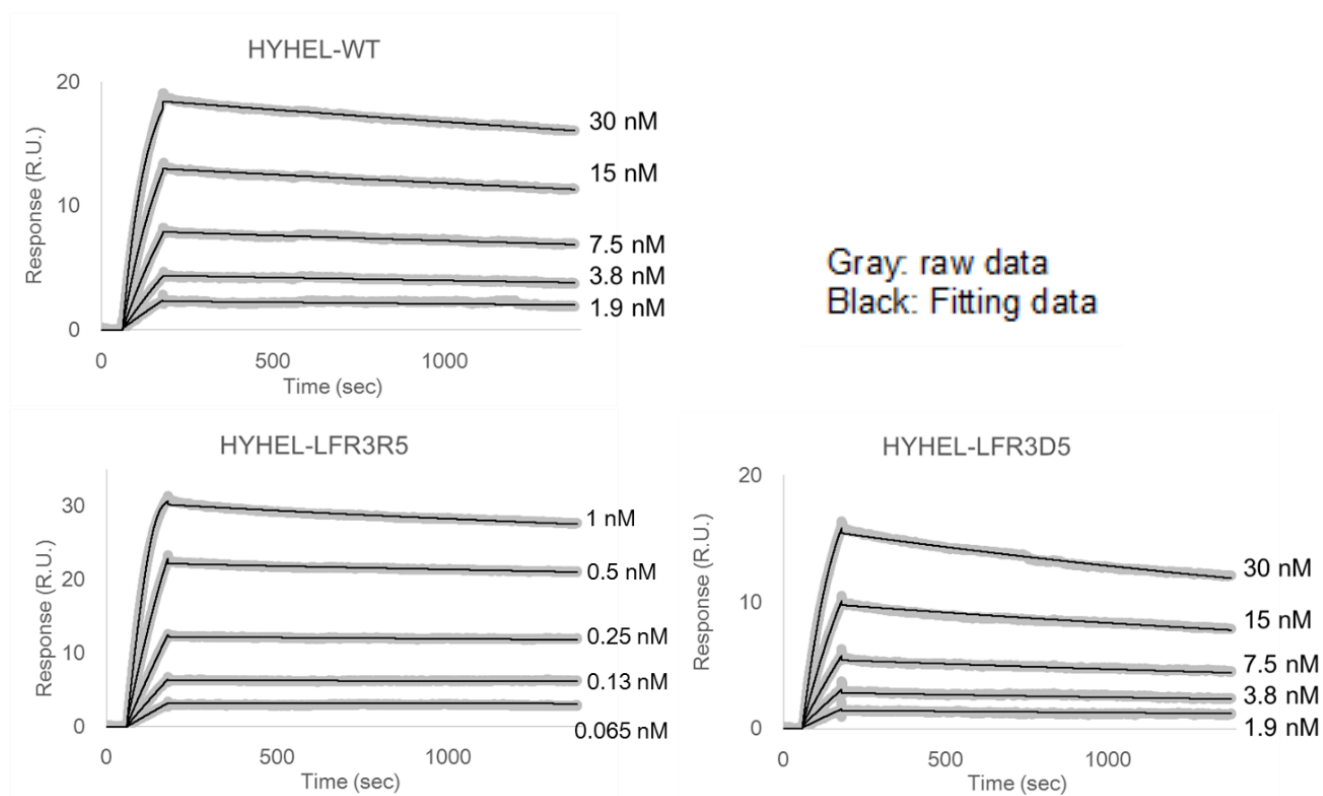 HYHEL-WT
20
10
0
Response (R.U.)
0
500
1000
Time (sec)
30 nM
15 nM
7.5 nM
3.8 nM
1.9 nM
Gray: raw data
Black: Fitting data
HYHEL-LFR3R5
30
20
10
0
Response (R.U.)
0
500
1000
Time (sec)
1 nM
0.5 nM
0.25 nM
0.13 nM
0.065 nM
HYHEL-LFR3D5
20
10
0
Response (R.U.)
0
500
1000
Time (sec)
30 nM
15 nM
7.5 nM
3.8 nM
1.9 nM